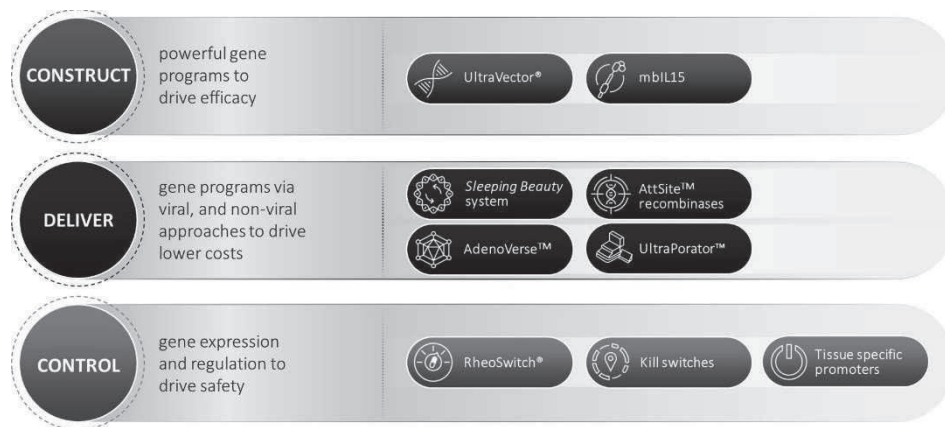 CONSTRUCT
powerful gene
programs to
drive efficacy
UltraVector®
mbIL15
DELIVER
gene programs via
viral, and non-viral
approaches to drive
lower costs
Sleeping Beauty
system
AttSite™
recombinases
AdenoVerse™
UltraPorator™
CONTROL
gene expression
and regulation to
drive safety
RheoSwitch®
Kill switches
Tissue specific
promoters